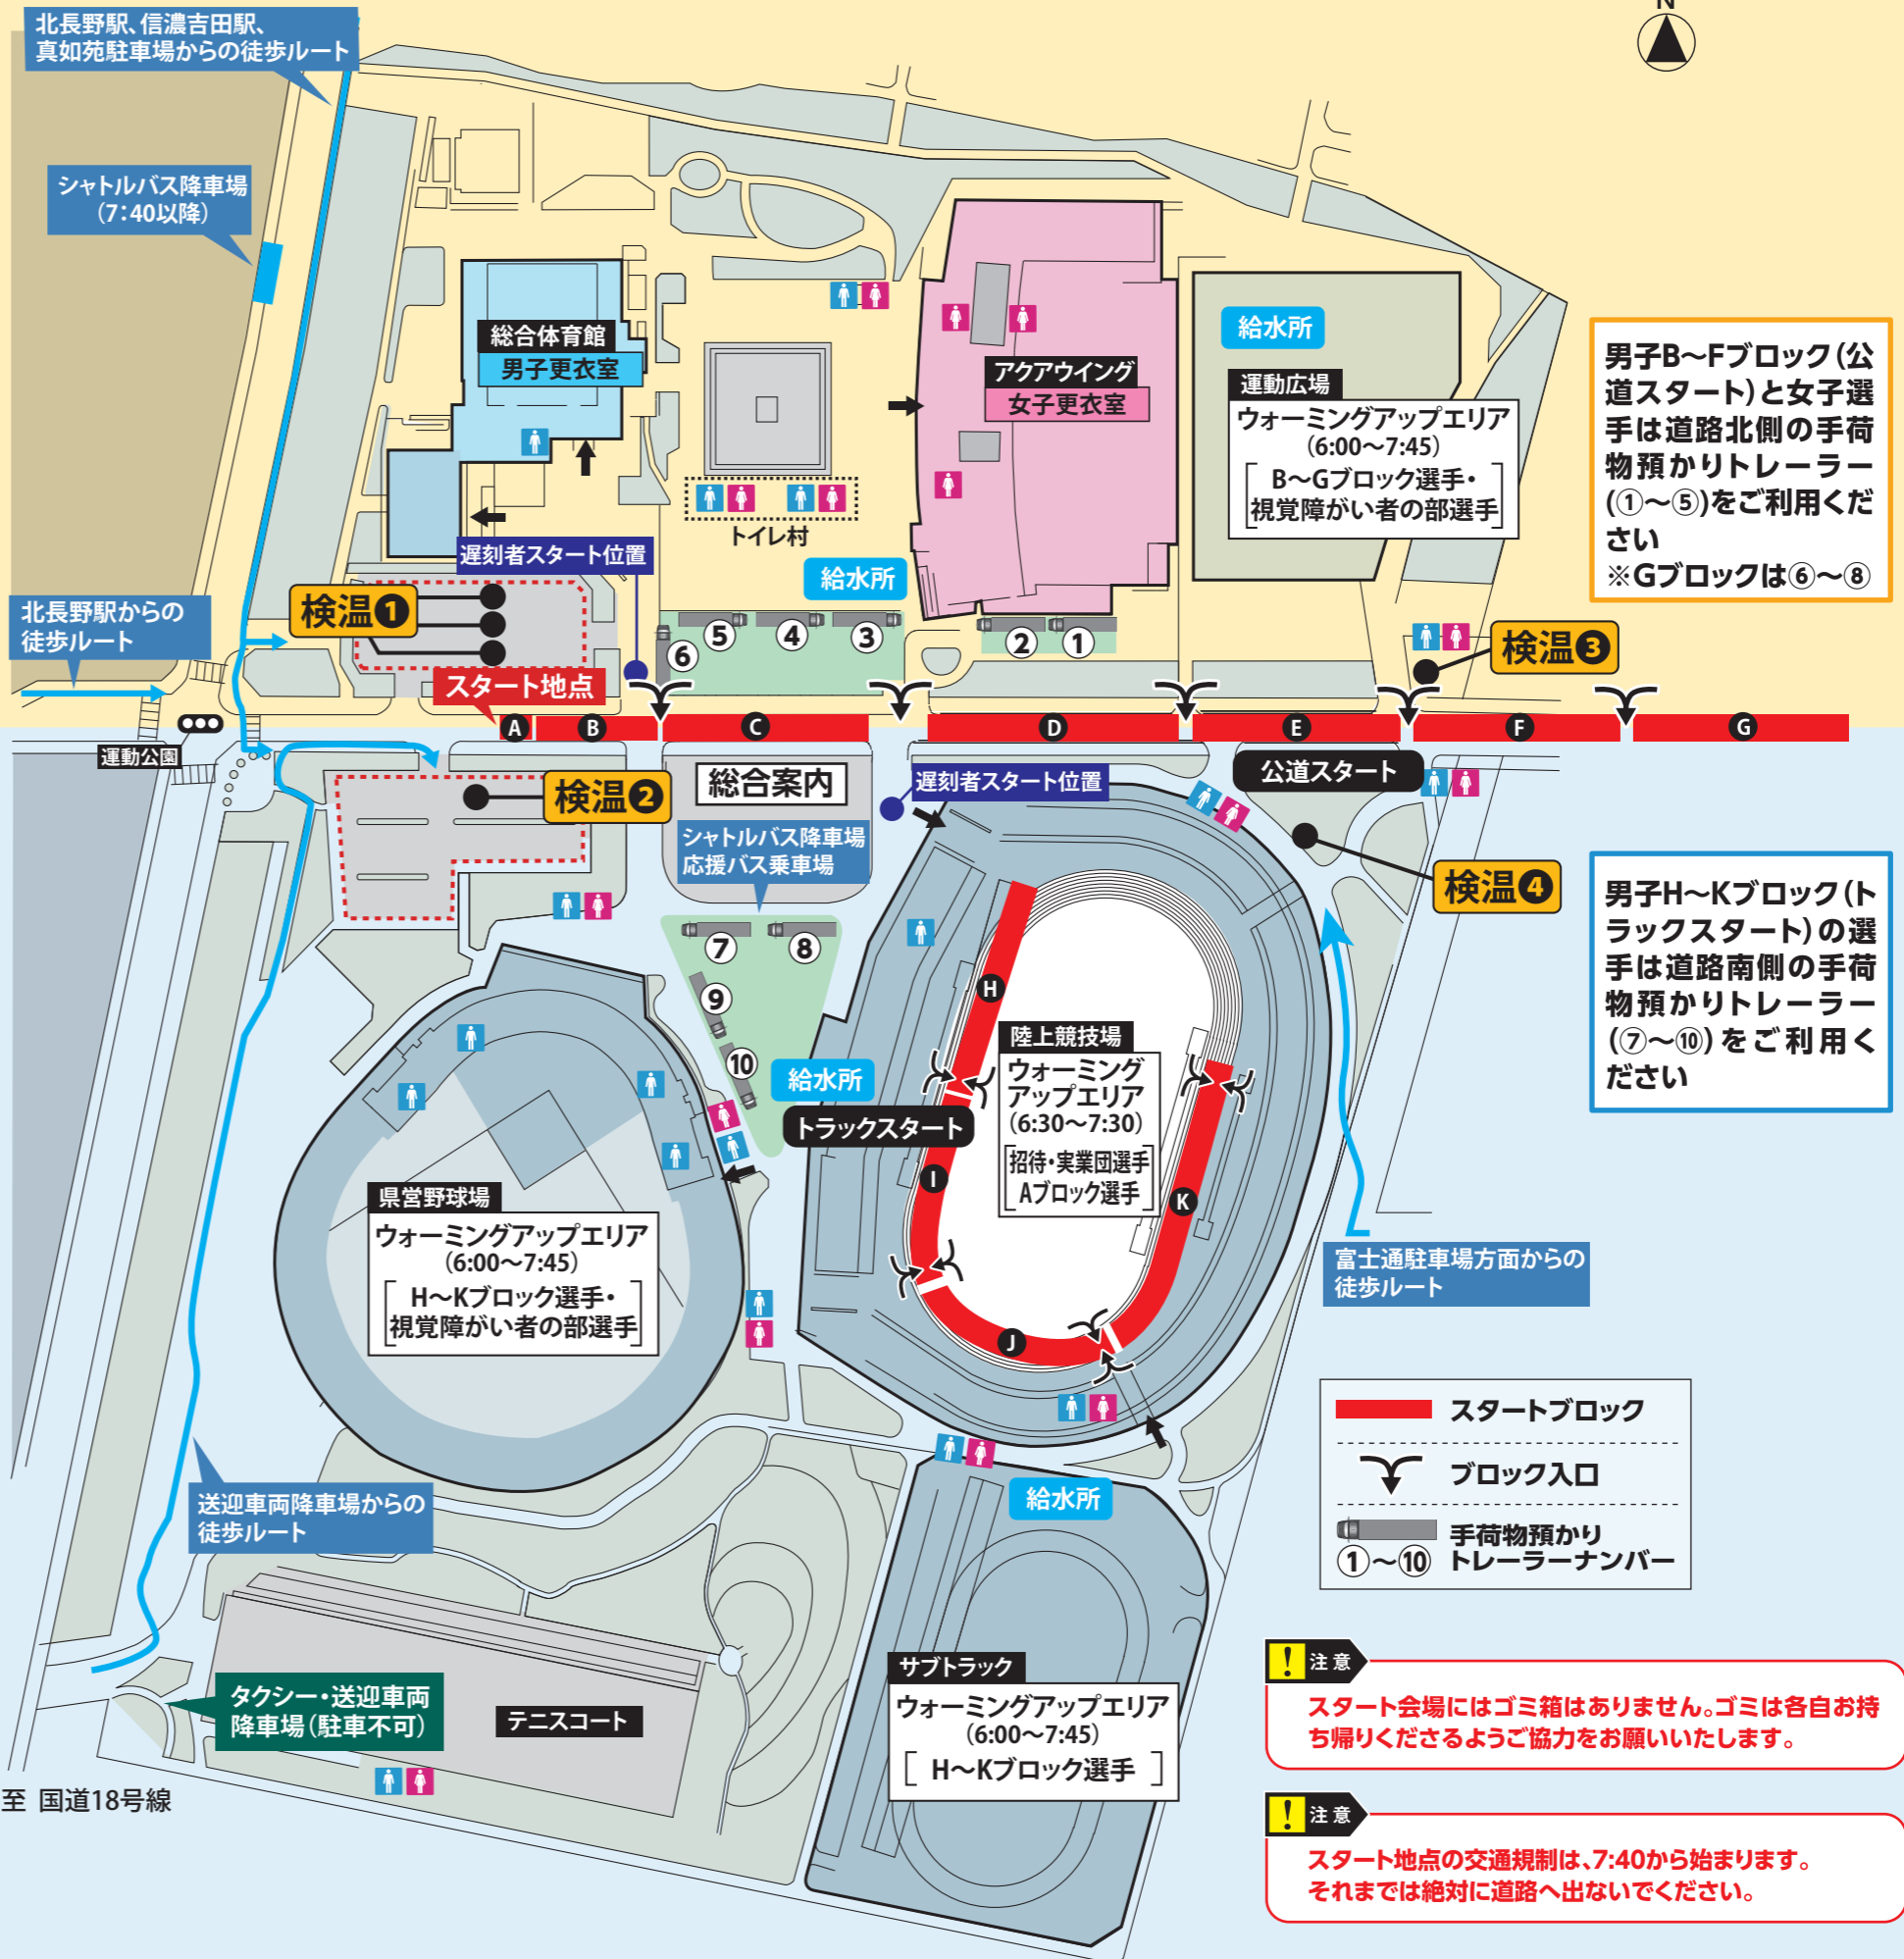 N
北長野駅、信濃吉田駅、
真如苑駐車場からの徒歩ルート
シャトルバス降車場
(7:40以降)
総合体育館
男子更衣室
アクアウイング
女子更衣室
給水所
運動広場
ウォーミングアップエリア
(6:00〜7:45)
B〜Gブロック選手・
視覚障がい者の部選手
男子B〜Fブロック(公
道スタート)と女子選
手は道路北側の手荷
物預かりトレーラー
(①〜⑤)をご利用くだ
さい
※Gブロックは⑥〜⑧
トイレ村
遅刻者スタート位置
給水所
検温❶
北長野駅からの
徒歩ルート
⑤
④
③
②
①
⑥
検温❸
スタート地点
A
B
C
D
E
F
G
運動公園
検温❷
総合案内
遅刻者スタート位置
公道スタート
シャトルバス降車場
応援バス乗車場
検温❹
男子H〜Kブロック(ト
ラックスタート)の選
手は道路南側の手荷
物預かりトレーラー
(⑦〜⑩)をご利用く
ださい
⑦
⑧
⑨
⑩
H
給水所
トラックスタート
陸上競技場
ウォーミング
アップエリア
(6:30〜7:30)
招待・実業団選手
Aブロック選手
I
K
J
県営野球場
ウォーミングアップエリア
(6:00〜7:45)
H〜Kブロック選手・
視覚障がい者の部選手
富士通駐車場方面からの
徒歩ルート
スタートブロック
ブロック入口
手荷物預かり
①〜⑩ トレーラーナンバー
送迎車両降車場からの
徒歩ルート
給水所
タクシー・送迎車両
降車場(駐車不可)
テニスコート
サブトラック
ウォーミングアップエリア
(6:00〜7:45)
H〜Kブロック選手
至 国道18号線
! 注意
スタート会場にはゴミ箱はありません。ゴミは各自お持
ち帰りくださるようご協力をお願いいたします。
! 注意
スタート地点の交通規制は、7:40から始まります。
それまでは絶対に道路へ出ないでください。